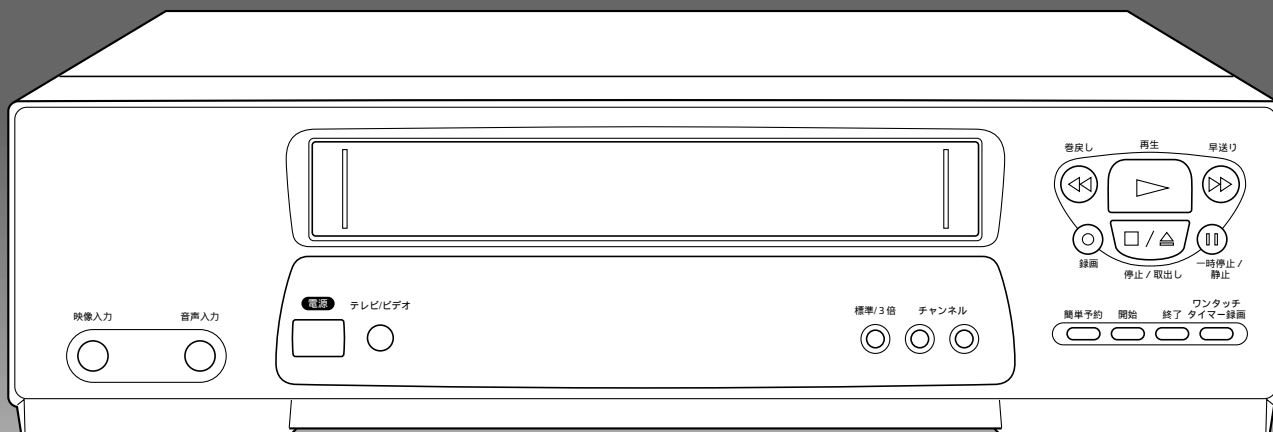 巻戻し
再生
早送り
録画
停止 / 取出し
一時停止 /
静止
電源
テレビ/ビデオ
標準/3倍
チャンネル
映像入力
音声入力
簡単予約
開始
終了
ワンタッチ
タイマー録画